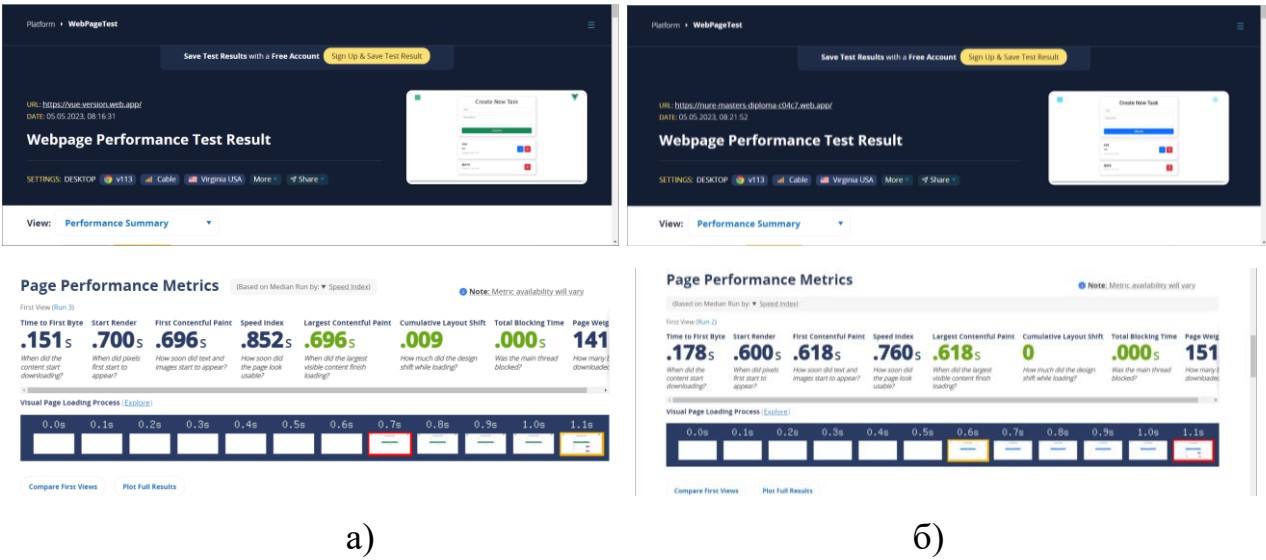 Platform › WebPageTest
Save Test Results with a Free Account Sign Up & Save Test Result
URL: https://vue-version.web.app/
DATE: 05.05.2023, 08:16:31
Webpage Performance Test Result
SETTINGS: DESKTOP v113 Cable Virginia USA More Share
View: Performance Summary
Create New Task
Platform › WebPageTest
Save Test Results with a Free Account Sign Up & Save Test Result
URL: https://nure-masters-diploma-c04c7.web.app/
DATE: 05.05.2023, 08:21:52
Webpage Performance Test Result
SETTINGS: DESKTOP v113 Cable Virginia USA More Share
View: Performance Summary
Create New Task
Page Performance Metrics (Based on Median Run by: ▼ Speed Index)
Note: Metric availability will vary
First View (Run 3)
Time to First Byte Start Render First Contentful Paint Speed Index Largest Contentful Paint Cumulative Layout Shift Total Blocking Time Page Weig
.151s .700s .696s .852s .696s .009 .000s 141
When did the When did pixels How soon did text and How soon did When did the largest How much did the design Was the main thread How many b
content start first start to images start to appear? the page look visible content finish shift while loading? blocked? downloaded
downloading? appear? usable? loading?
Visual Page Loading Process (Explore)
0.0s 0.1s 0.2s 0.3s 0.4s 0.5s 0.6s 0.7s 0.8s 0.9s 1.0s 1.1s
Compare First Views Plot Full Results
Page Performance Metrics
Note: Metric availability will vary
(Based on Median Run by: ▼ Speed Index)
First View (Run 2)
Time to First Byte Start Render First Contentful Paint Speed Index Largest Contentful Paint Cumulative Layout Shift Total Blocking Time Page Weig
.178s .600s .618s .760s .618s 0 .000s 151
When did the When did pixels How soon did text and How soon did When did the largest How much did the design Was the main thread How many b
content start first start to images start to appear? the page look visible content finish shift while loading? blocked? downloaded
downloading? appear? usable? loading?
Visual Page Loading Process (Explore)
0.0s 0.1s 0.2s 0.3s 0.4s 0.5s 0.6s 0.7s 0.8s 0.9s 1.0s 1.1s
Compare First Views Plot Full Results
а) б)